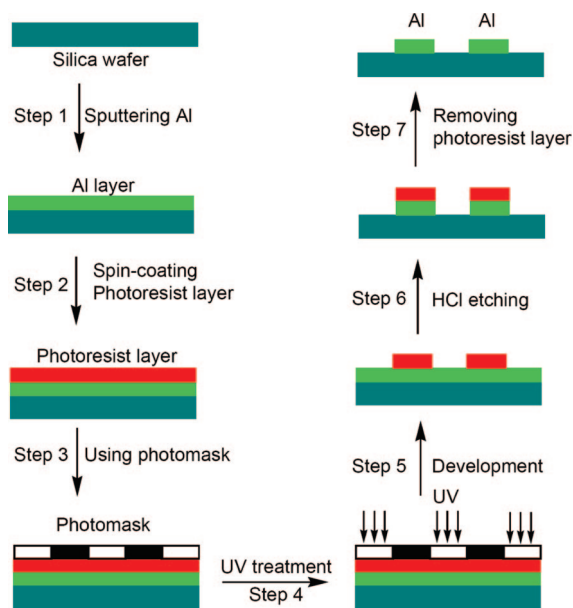 Silica wafer
Step 1 Sputtering Al
Al layer
Step 2 Spin-coating
Photoresist layer
Photoresist layer
Step 3 Using photomask
Photomask
UV treatment
Step 4
UV
Step 5 Development
Step 6 HCl etching
Step 7 Removing
photoresist layer
Al Al